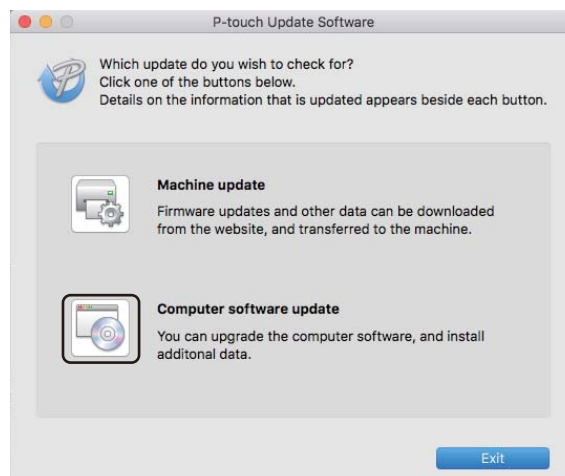 P-touch Update Software
Which update do you wish to check for?
Click one of the buttons below.
Details on the information that is updated appears beside each button.
Machine update
Firmware updates and other data can be downloaded
from the website, and transferred to the machine.
Computer software update
You can upgrade the computer software, and install
additonal data.
Exit